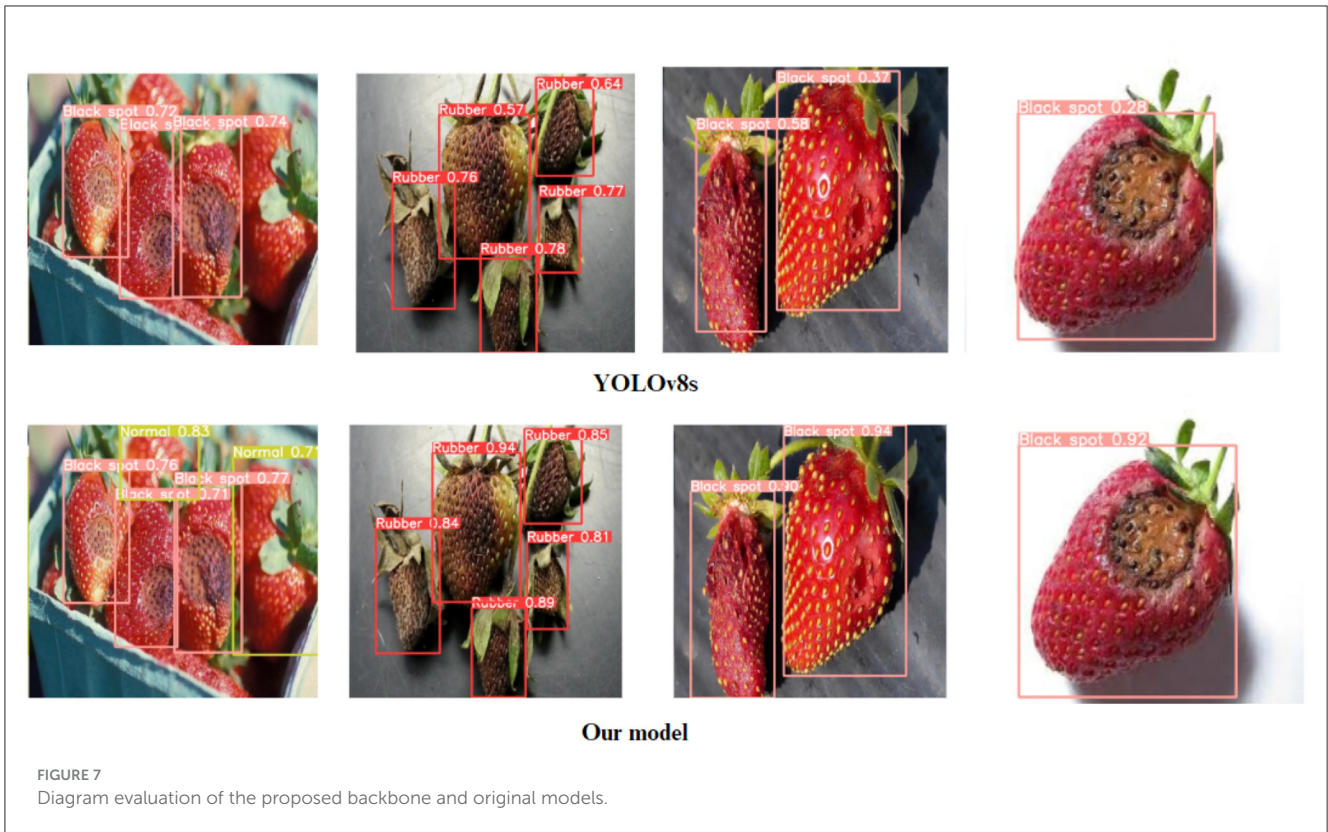 Black spot 0.72
Black s
Black spot 0.74
Rubber 0.64
Rubber 0.57
Rubber 0.76
Rubber 0.77
Rubber 0.78
Black spot 0.37
Black spot 0.58
Black spot 0.28
YOLOv8s
Normal 0.83
Normal 0.71
Black spot 0.76
Black spot 0.77
Black spot 0.71
Rubber 0.85
Rubber 0.94
Rubber 0.84
Rubber 0.81
Rubber 0.89
Black spot 0.94
Black spot 0.90
Black spot 0.92
Our model
FIGURE 7
Diagram evaluation of the proposed backbone and original models.